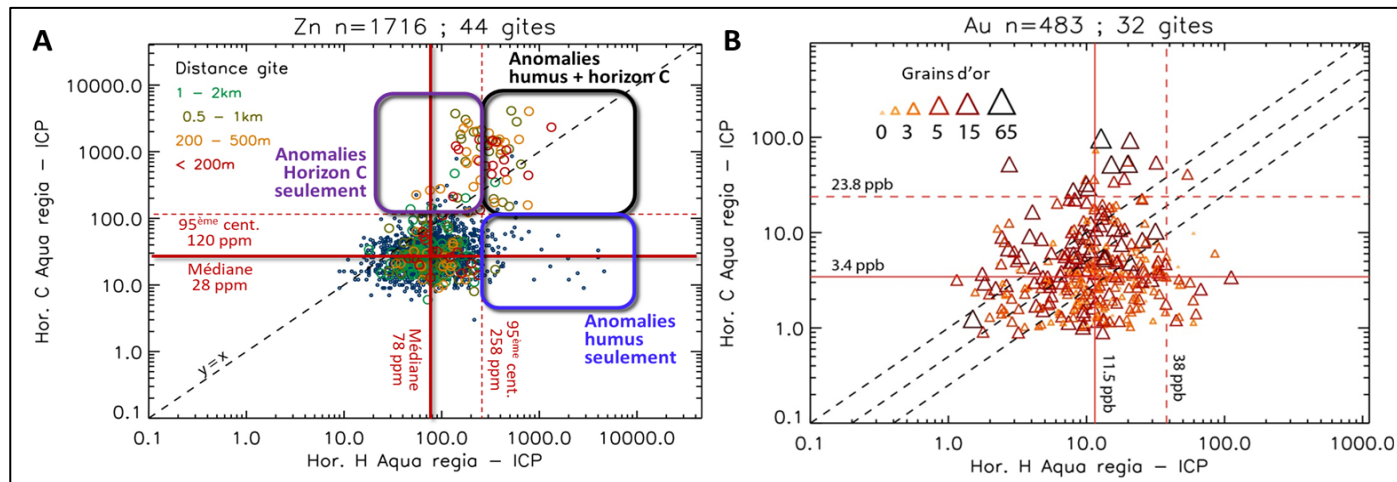 A
Zn n=1716 ; 44 gites
Distance gite
1 – 2km
0.5 – 1km
200 – 500m
< 200m
Anomalies
humus + horizon C
Anomalies
Horizon C
seulement
95ème cent.
120 ppm
Médiane
28 ppm
Anomalies
humus
seulement
Médiane
78 ppm
95ème cent.
258 ppm
y=x
Hor. C Aqua regia – ICP
10000.0
1000.0
100.0
10.0
1.0
0.1
0.1 1.0 10.0 100.0 1000.0 10000.0
Hor. H Aqua regia – ICP
B
Au n=483 ; 32 gites
Grains d'or
0 3 5 15 65
23.8 ppb
3.4 ppb
11.5 ppb
38 ppb
Hor. C Aqua regia – ICP
100.0
10.0
1.0
0.1
0.1 1.0 10.0 100.0 1000.0
Hor. H Aqua regia – ICP